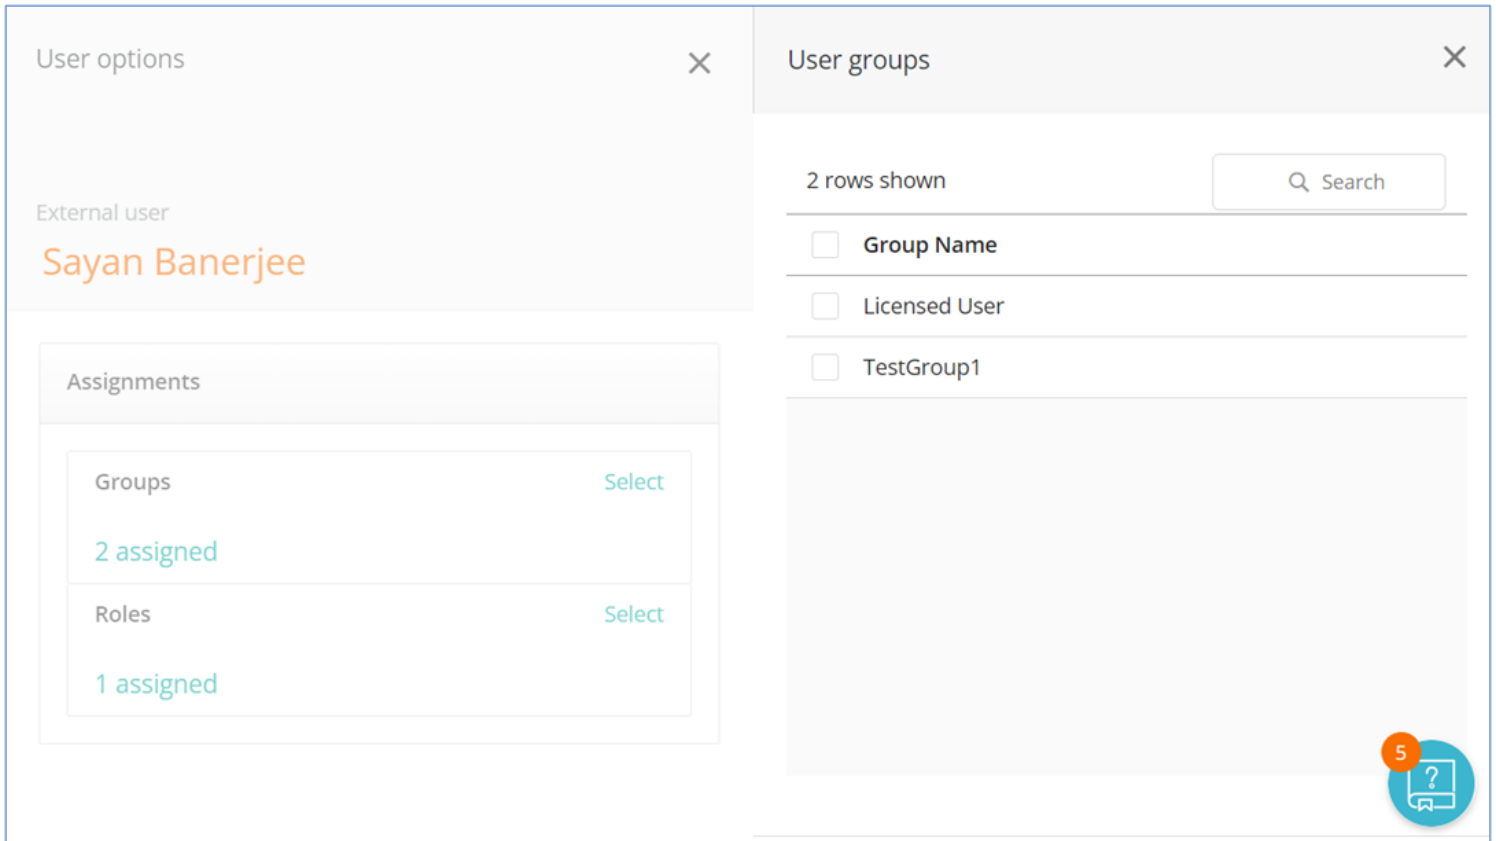 User options
External user
Sayan Banerjee
Assignments
Groups Select
2 assigned
Roles Select
1 assigned
User groups
2 rows shown
Search
Group Name
Licensed User
TestGroup1
5
?